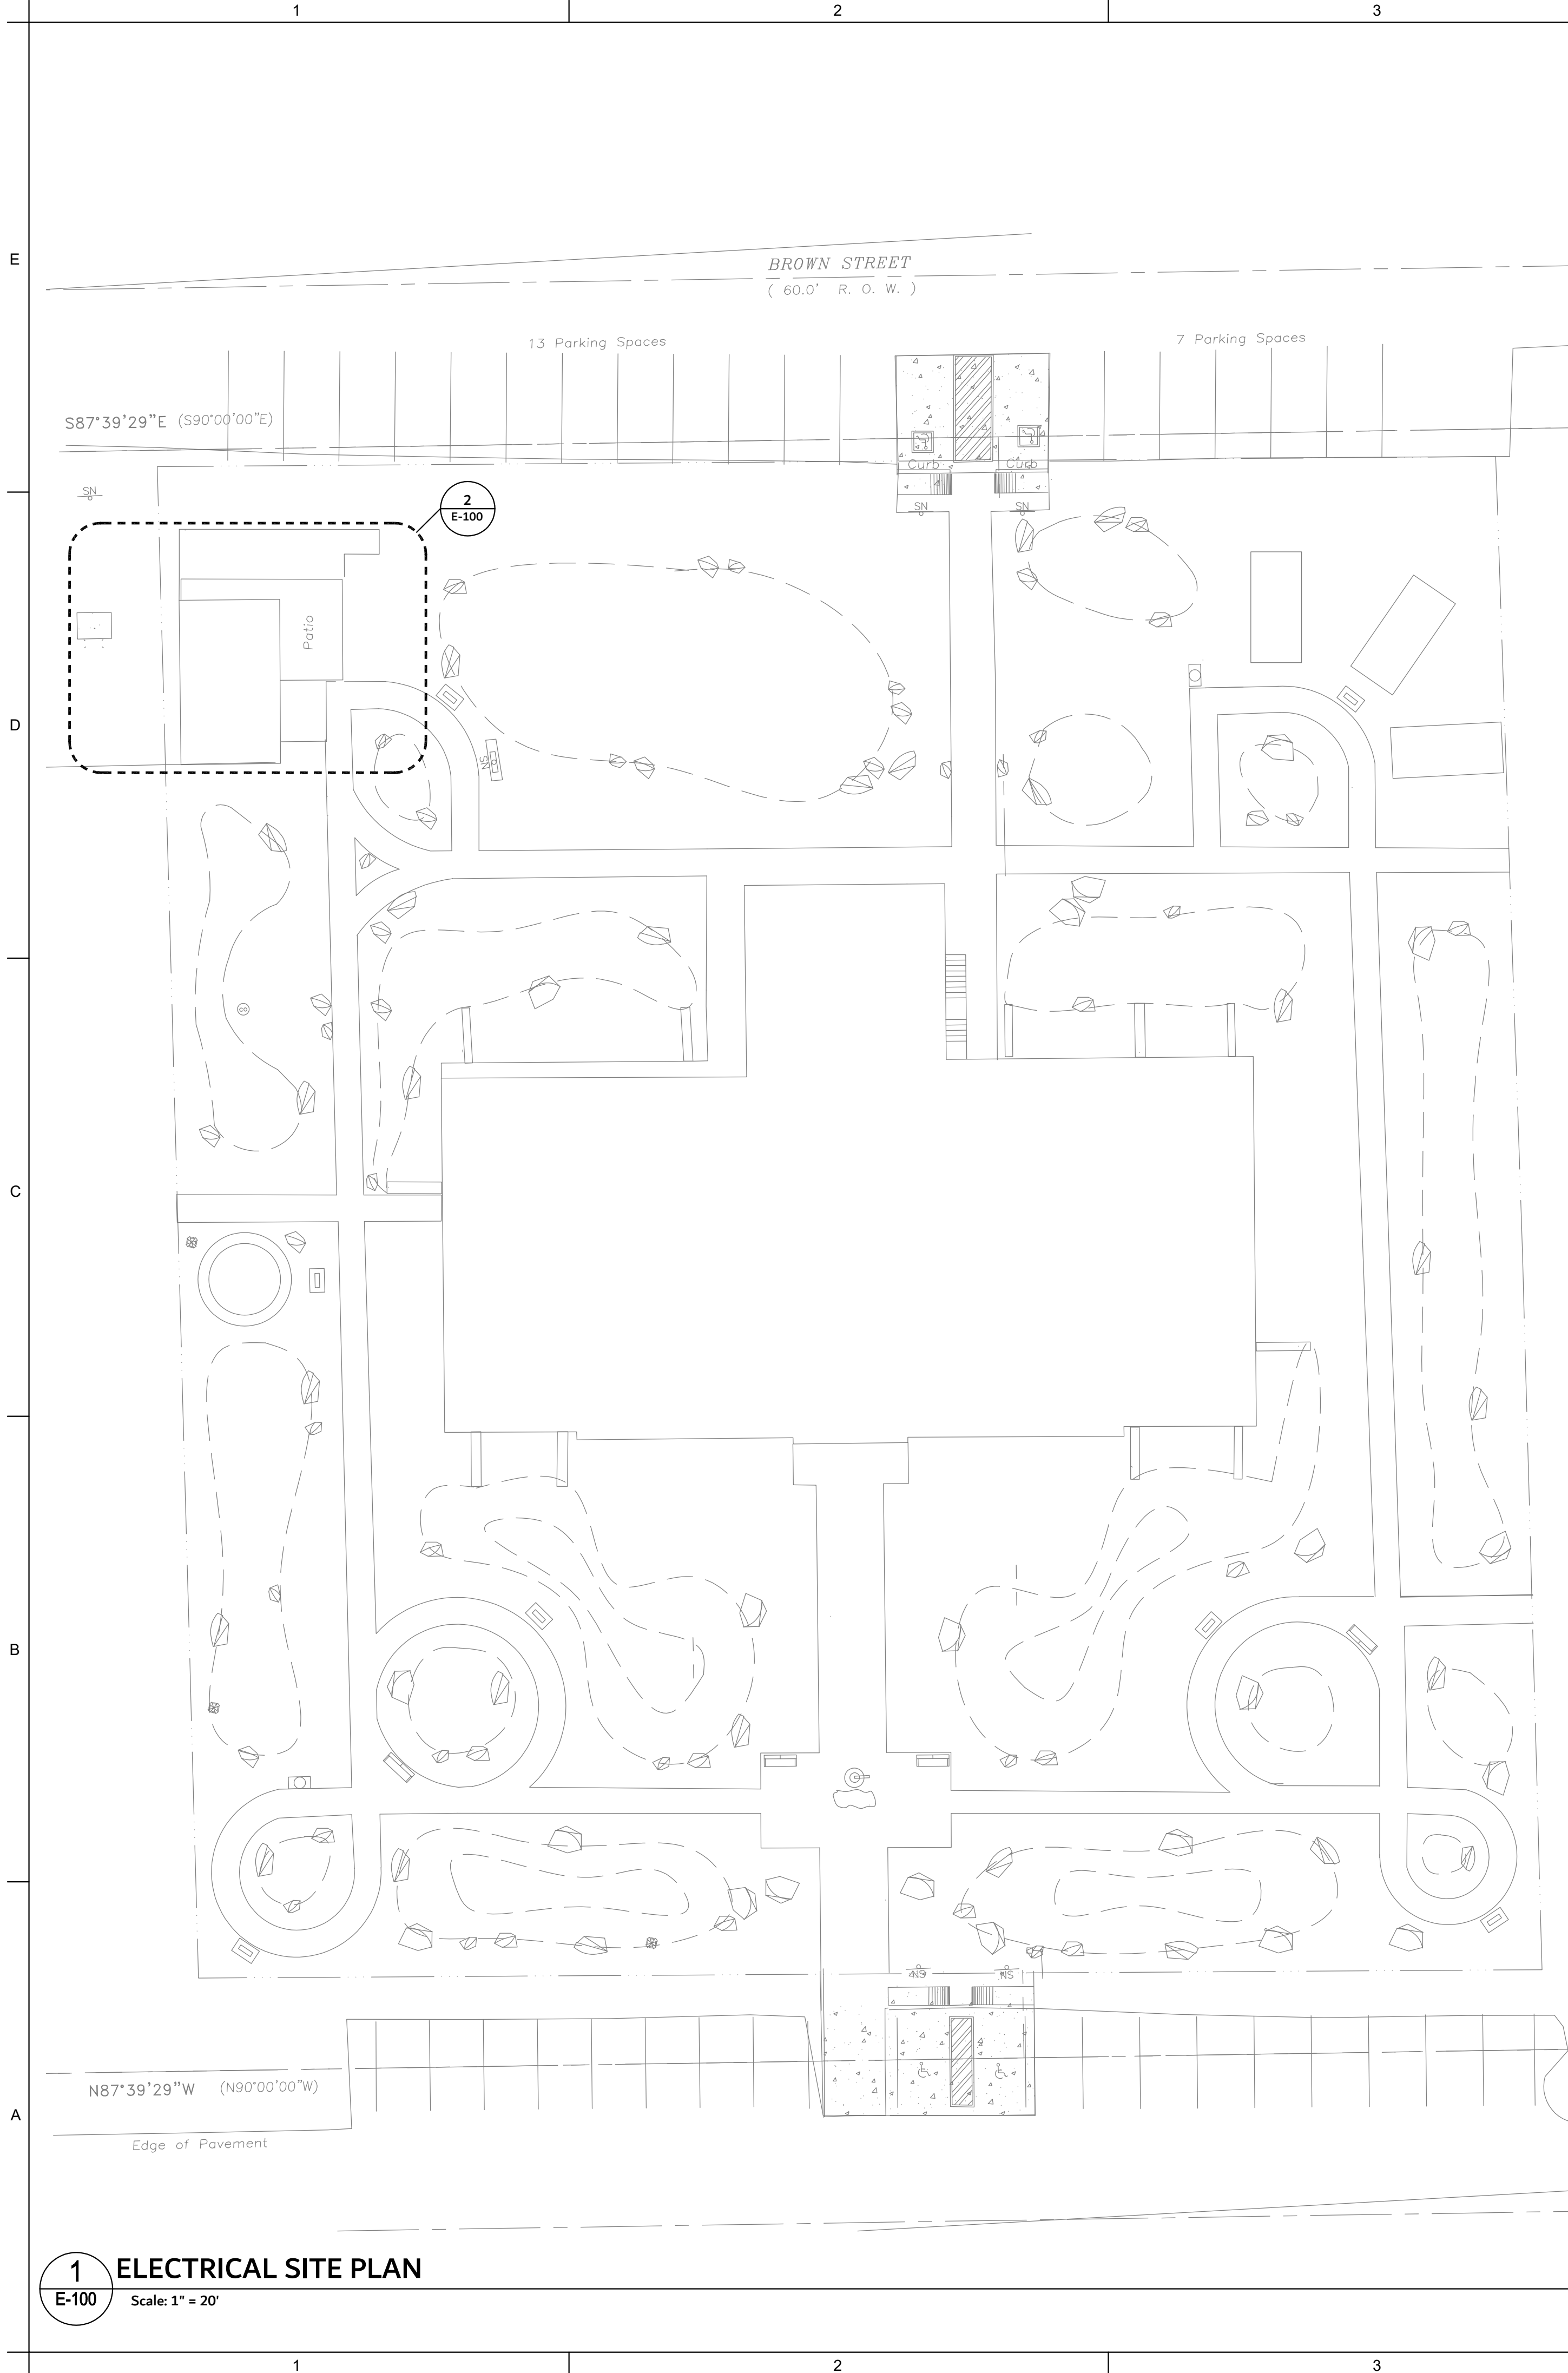 1 2 3
E
BROWN STREET
( 60.0' R. O. W. )
13 Parking Spaces
7 Parking Spaces
S87°39'29"E (S90°00'00"E)
Curb Curb
SN
2
E-100
SN SN
Patio
D
NS
CO
C
B
NS NS
N87°39'29"W (N90°00'00"W)
A
Edge of Pavement
1
E-100
ELECTRICAL SITE PLAN
Scale: 1" = 20'
1 2 3